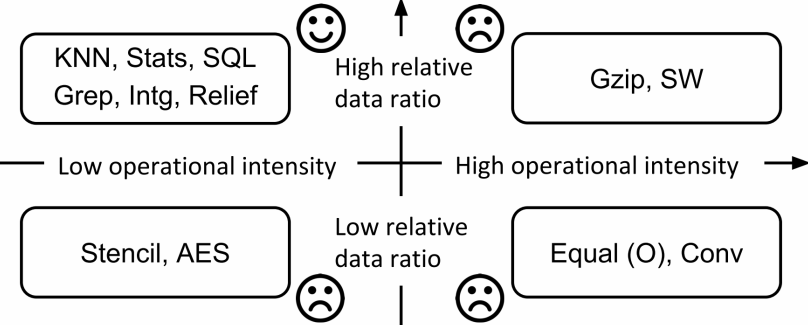 KNN, Stats, SQL
Grep, Intg, Relief
High relative
data ratio
Gzip, SW
Low operational intensity
High operational intensity
Stencil, AES
Low relative
data ratio
Equal (O), Conv